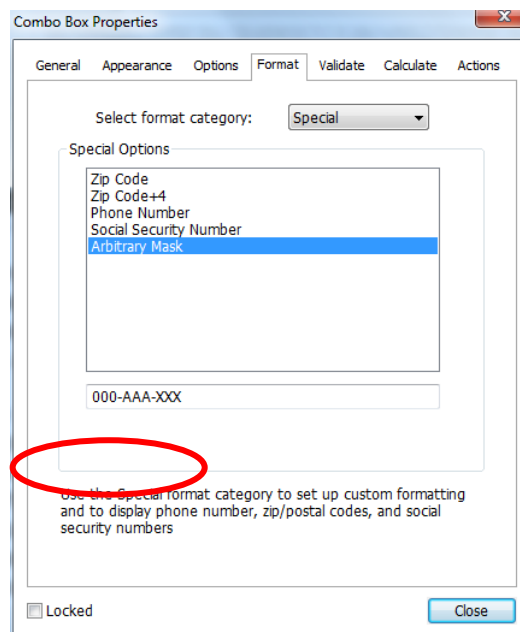 Combo Box Properties
X
General Appearance Options Format Validate Calculate Actions
Select format category: Special
Special Options
Zip Code
Zip Code+4
Phone Number
Social Security Number
Arbitrary Mask
000-AAA-XXX
Use the Special format category to set up custom formatting
and to display phone number, zip/postal codes, and social
security numbers
Locked
Close